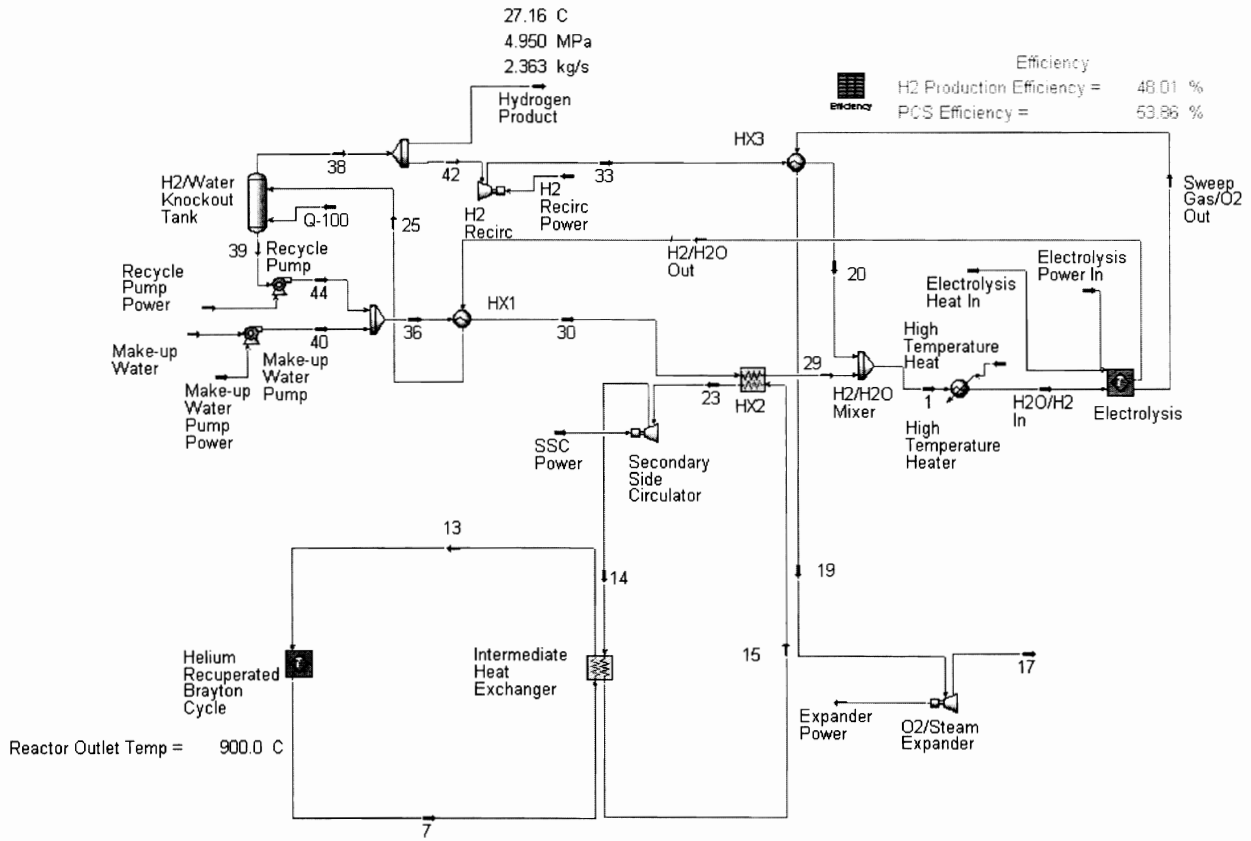 27.16 C
4.950 MPa
2.363 kg/s
Hydrogen
Product
Efficiency
H2 Production Efficiency = 48.01 %
PCS Efficiency = 53.86 %
Efficiency
HX3
38
42
33
H2/Water
Knockout
Tank
Q-100
25
H2
Recirc
H2
Recirc
Power
Sweep
Gas/O2
Out
39
Recycle
Pump
H2/H2O
Out
20
Electrolysis
Power In
Electrolysis
Heat In
Recycle
Pump
Power
44
HX1
36
30
40
Make-up
Water
Make-up
Water
Pump
Make-up
Water
Pump
Power
High
Temperature
Heat
29
23
HX2
H2/H2O
Mixer
1
H2O/H2
In
Electrolysis
High
Temperature
Heater
SSC
Power
Secondary
Side
Circulator
13
14
19
15
17
Helium
Recuperated
Brayton
Cycle
Intermediate
Heat
Exchanger
Expander
Power
O2/Steam
Expander
Reactor Outlet Temp = 900.0 C
7